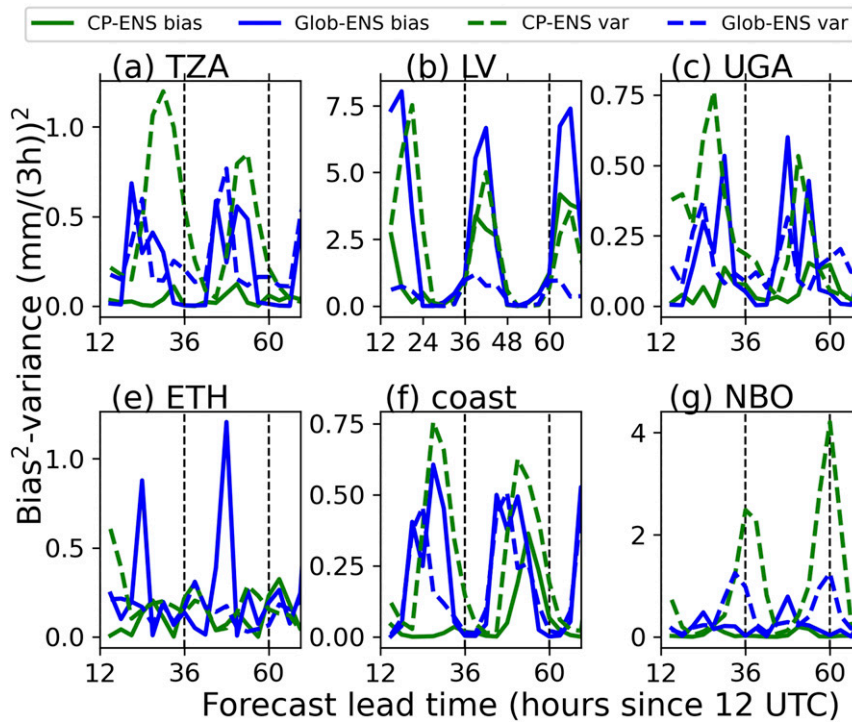 CP-ENS bias Glob-ENS bias CP-ENS var Glob-ENS var
(a) TZA (b) LV (c) UGA
1.0 7.5 0.75
5.0 0.50
0.5 2.5 0.25
0.0 0.0 0.00
12 36 60 12 24 36 48 60 12 36 60
(e) ETH (f) coast (g) NBO
1.0 0.75 4
0.50
0.5 0.25 2
0.0 0.00 0
12 36 60 12 36 60 12 36 60
Bias²-variance (mm/(3h))²
Forecast lead time (hours since 12 UTC)